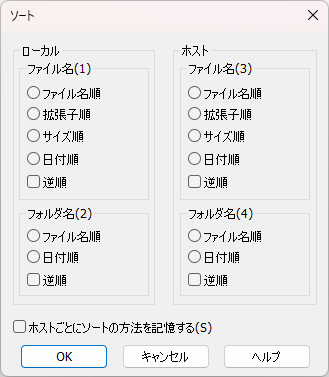 ソート
ローカル
ファイル名(1)
ファイル名順
拡張子順
サイズ順
日付順
逆順
フォルダ名(2)
ファイル名順
日付順
逆順
ホスト
ファイル名(3)
ファイル名順
拡張子順
サイズ順
日付順
逆順
フォルダ名(4)
ファイル名順
日付順
逆順
ホストごとにソートの方法を記憶する(S)
OK
キャンセル
ヘルプ